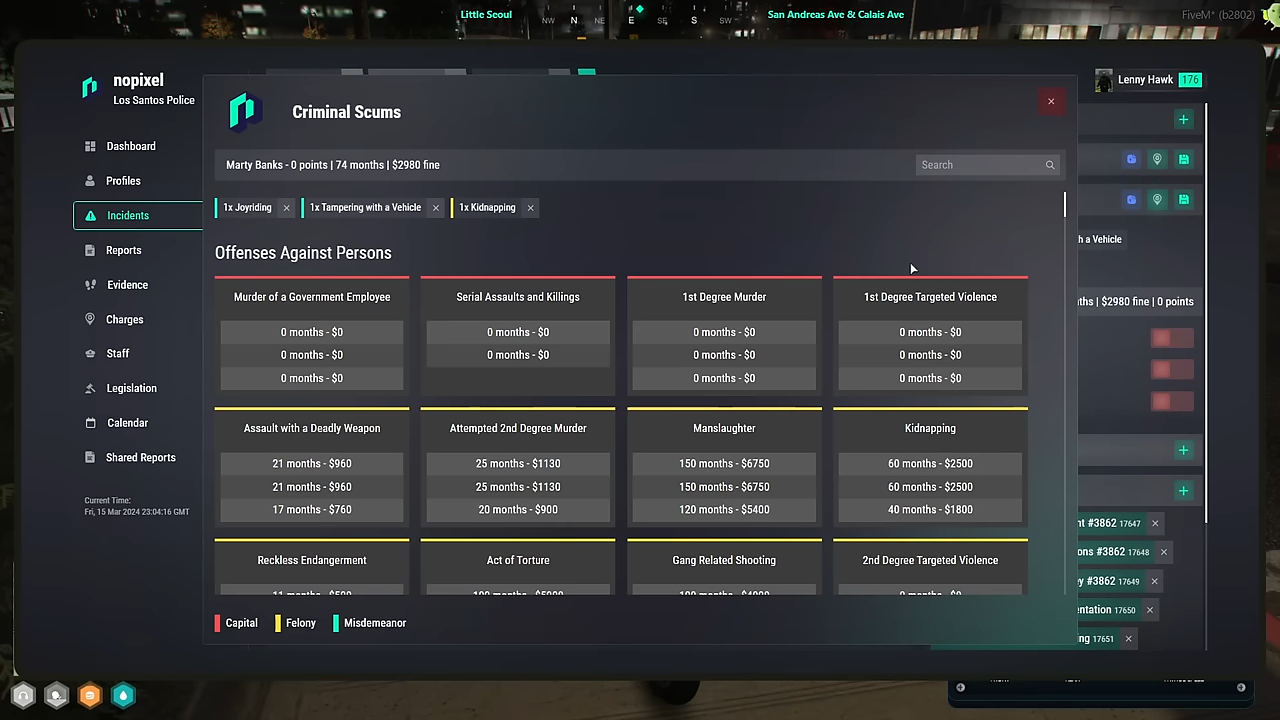 Little Seoul
NW N NE E SE S SW
San Andreas Ave & Calais Ave
FiveM* (b2802)
nopixel
Los Santos Police
Lenny Hawk 176
Criminal Scums
Marty Banks - 0 points | 74 months | $2980 fine
Search
1x Joyriding
1x Tampering with a Vehicle
1x Kidnapping
Dashboard
Profiles
Incidents
Reports
Evidence
Charges
Staff
Legislation
Calendar
Shared Reports
Current Time:
Fri, 15 Mar 2024 23:04:16 GMT
Offenses Against Persons
Murder of a Government Employee
0 months - $0
0 months - $0
0 months - $0
Serial Assaults and Killings
0 months - $0
0 months - $0
1st Degree Murder
0 months - $0
0 months - $0
0 months - $0
1st Degree Targeted Violence
0 months - $0
0 months - $0
0 months - $0
Assault with a Deadly Weapon
21 months - $960
21 months - $960
17 months - $760
Attempted 2nd Degree Murder
25 months - $1130
25 months - $1130
20 months - $900
Manslaughter
150 months - $6750
150 months - $6750
120 months - $5400
Kidnapping
60 months - $2500
60 months - $2500
40 months - $1800
Reckless Endangerment
Act of Torture
Gang Related Shooting
2nd Degree Targeted Violence
Capital
Felony
Misdemeanor
h a Vehicle
ths | $2980 fine | 0 points
nt #3862 17647
ons #3862 17648
ey #3862 17649
entation 17650
ng 17651